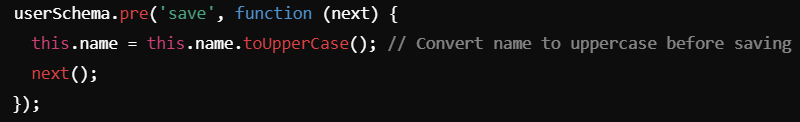 userSchema.pre('save', function (next) {
  this.name = this.name.toUpperCase(); // Convert name to uppercase before saving
  next();
});